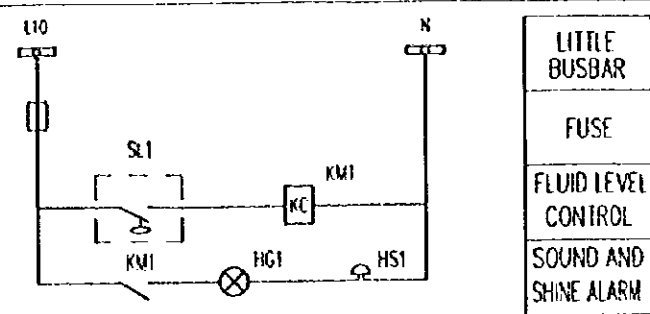 L10
N
LITTLE
BUSBAR
FUSE
SL1
KM1
KC
FLUID LEVEL
CONTROL
KM1
HG1
HS1
SOUND AND
SHINE ALARM